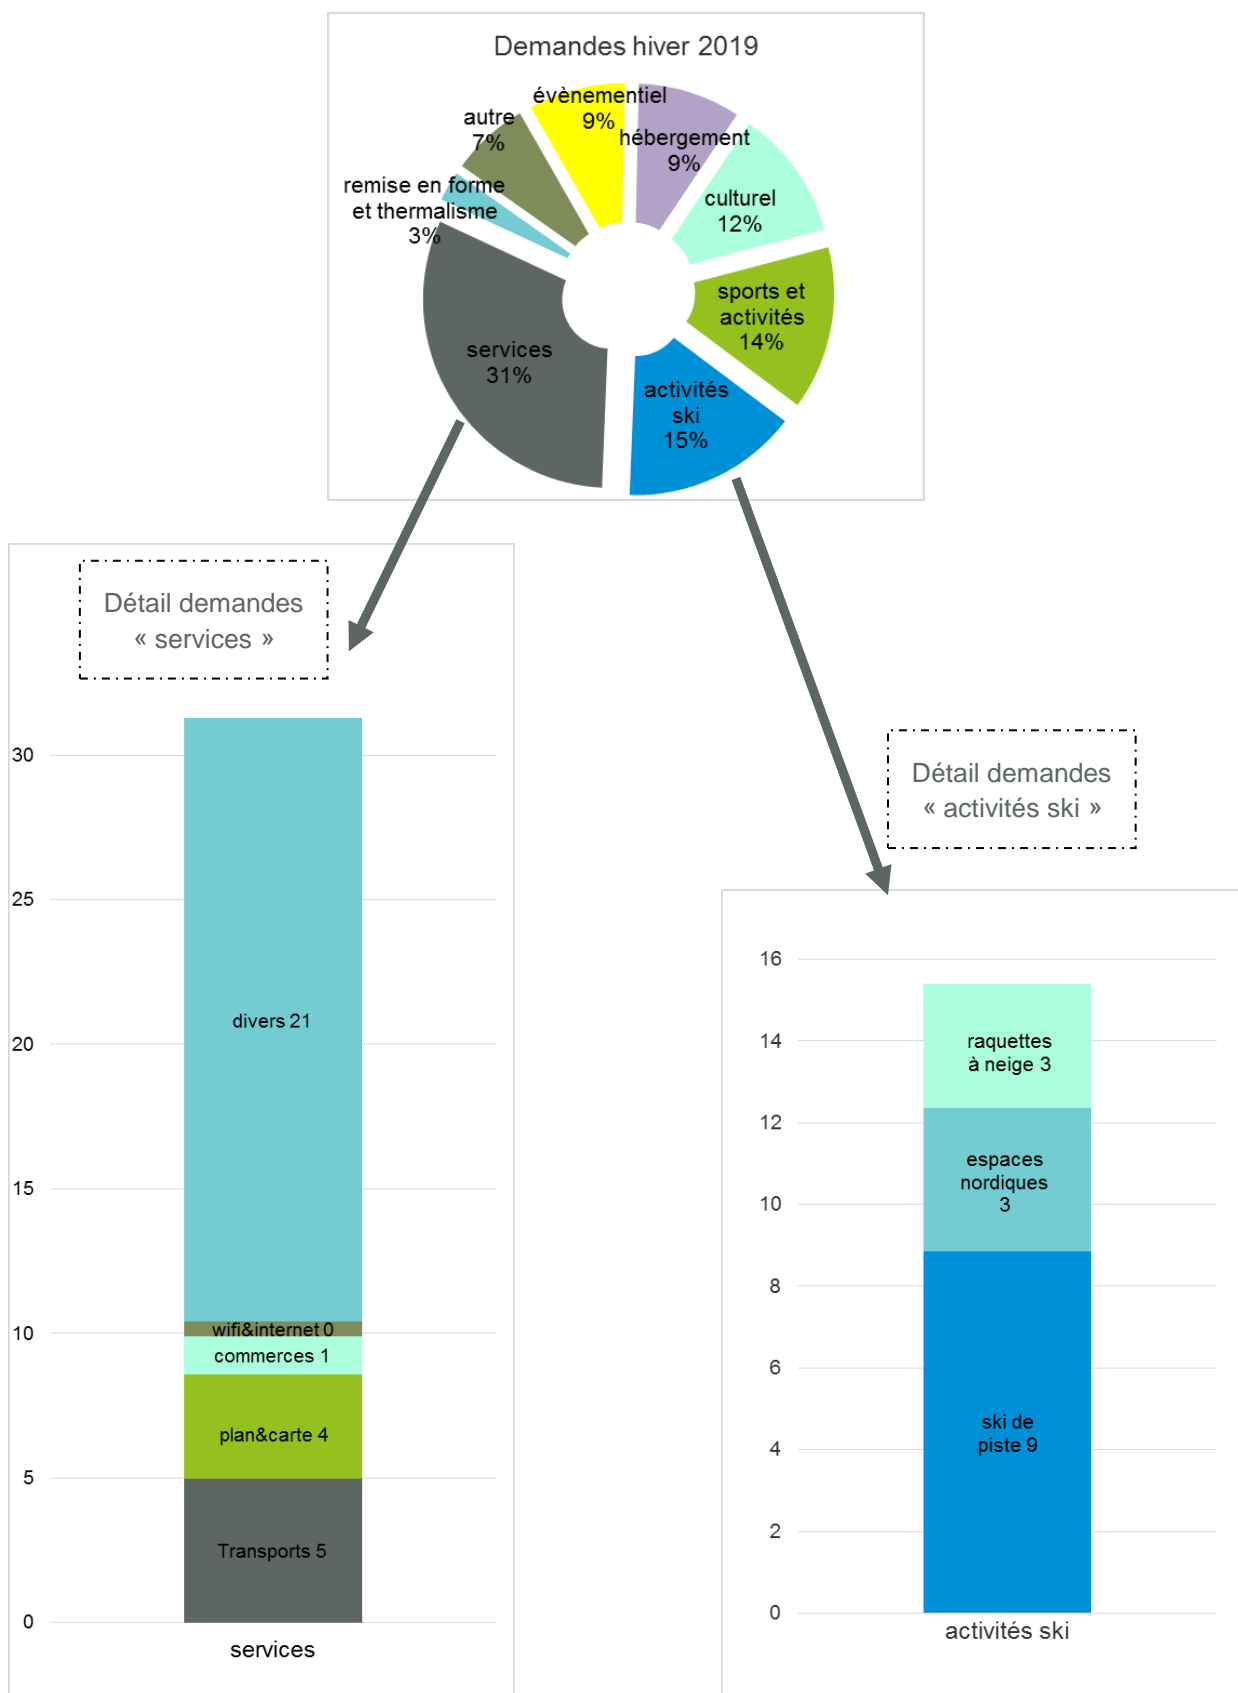 Demandes hiver 2019
évènementiel
9%
hébergement
9%
culturel
12%
sports et
activités
14%
activités
ski
15%
services
31%
remise en forme
et thermalisme
3%
autre
7%
Détail demandes
« services »
30
25
20
15
10
5
0
divers 21
wifi&internet 0
commerces 1
plan&carte 4
Transports 5
services
Détail demandes
« activités ski »
16
14
12
10
8
6
4
2
0
raquettes
à neige 3
espaces
nordiques
3
ski de
piste 9
activités ski